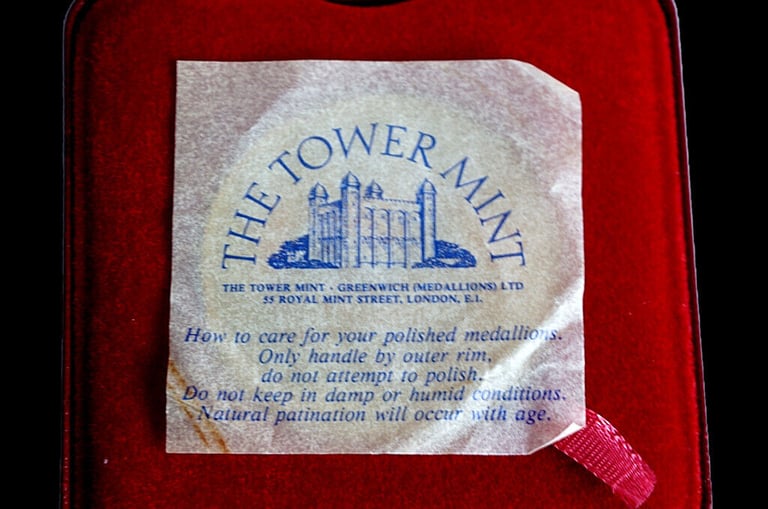 THE TOWER MINT
THE TOWER MINT · GREENWICH (MEDALLIONS) LTD
55 ROYAL MINT STREET, LONDON, E.I.
How to care for your polished medallions.
Only handle by outer rim,
do not attempt to polish.
Do not keep in damp or humid conditions.
Natural patination will occur with age.